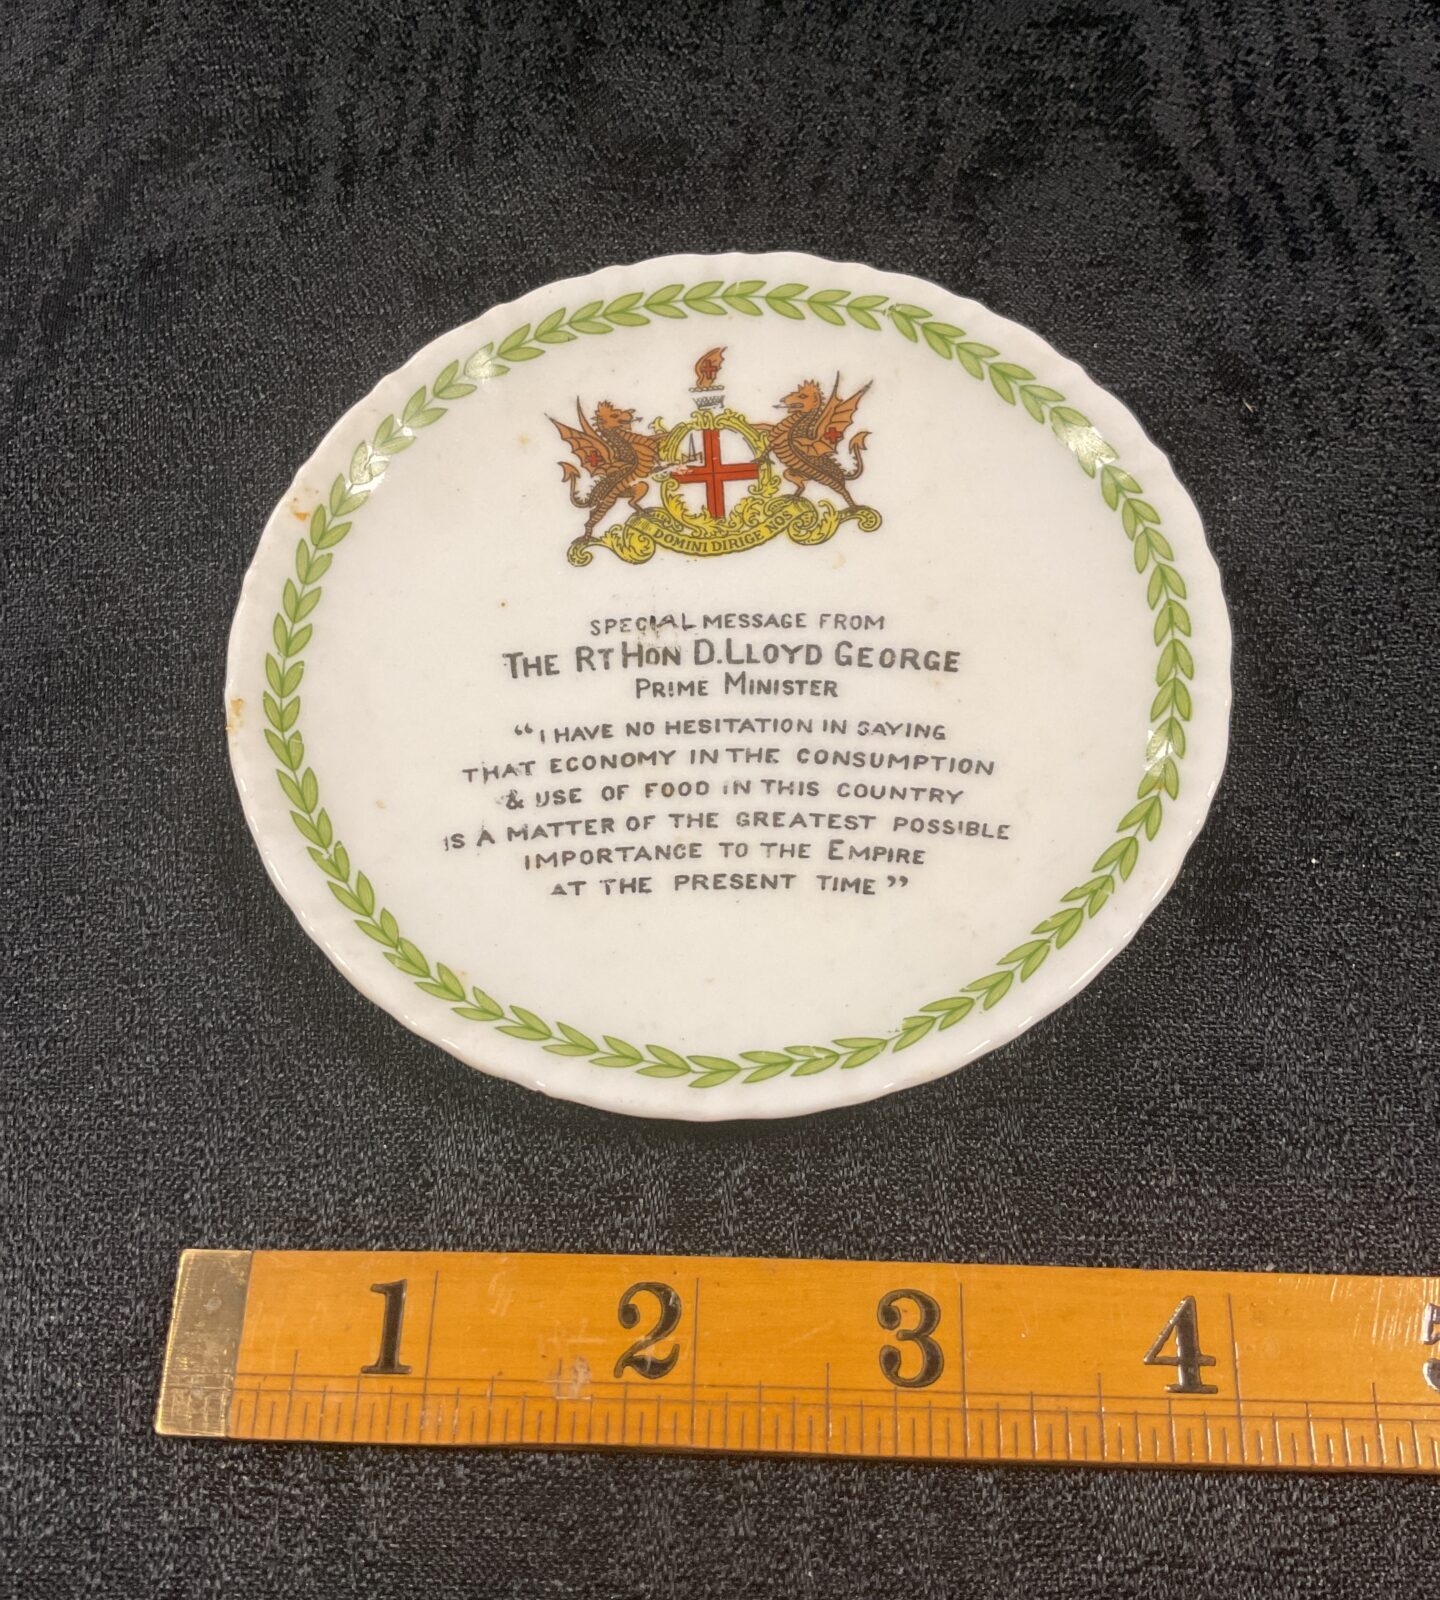 DOMINI DIRIGE NOS
SPECIAL MESSAGE FROM
THE RT HON D. LLOYD GEORGE
PRIME MINISTER
“I HAVE NO HESITATION IN SAYING
THAT ECONOMY IN THE CONSUMPTION
& USE OF FOOD IN THIS COUNTRY
IS A MATTER OF THE GREATEST POSSIBLE
IMPORTANCE TO THE EMPIRE
AT THE PRESENT TIME”
1 2 3 4 5